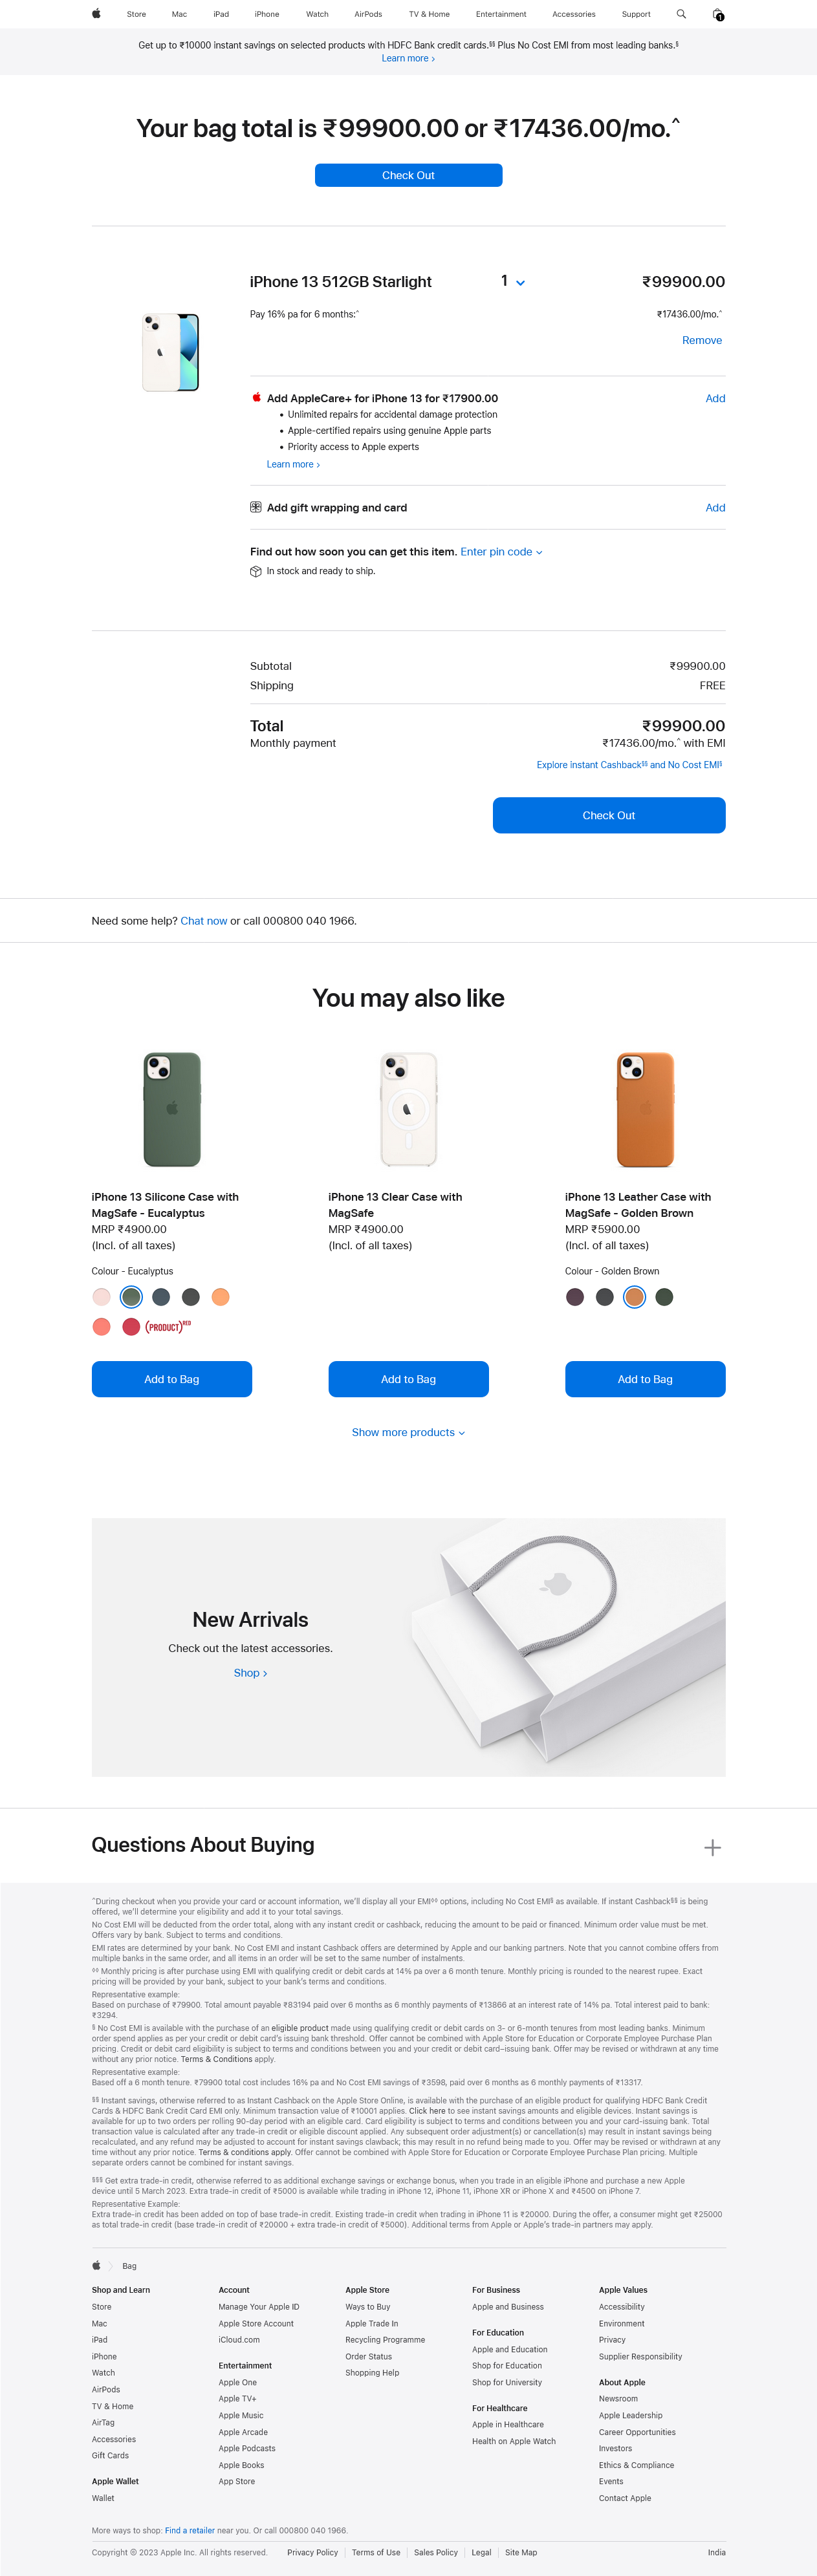 Store Mac iPad iPhone Watch AirPods TV & Home Entertainment Accessories Support 1
Get up to ₹10000 instant savings on selected products with HDFC Bank credit cards.§§ Plus No Cost EMI from most leading banks.§
Learn more >
Your bag total is ₹99900.00 or ₹17436.00/mo.^
Check Out
iPhone 13 512GB Starlight 1 ₹99900.00
Pay 16% pa for 6 months:^ ₹17436.00/mo.^
Remove
Add AppleCare+ for iPhone 13 for ₹17900.00 Add
• Unlimited repairs for accidental damage protection
• Apple-certified repairs using genuine Apple parts
• Priority access to Apple experts
Learn more >
Add gift wrapping and card Add
Find out how soon you can get this item. Enter pin code
In stock and ready to ship.
Subtotal ₹99900.00
Shipping FREE
Total ₹99900.00
Monthly payment ₹17436.00/mo.^ with EMI
Explore instant Cashback§§ and No Cost EMI§
Check Out
Need some help? Chat now or call 000800 040 1966.
You may also like
iPhone 13 Silicone Case with
MagSafe - Eucalyptus
MRP ₹4900.00
(Incl. of all taxes)
Colour - Eucalyptus
(PRODUCT)RED
Add to Bag
iPhone 13 Clear Case with
MagSafe
MRP ₹4900.00
(Incl. of all taxes)
Add to Bag
iPhone 13 Leather Case with
MagSafe - Golden Brown
MRP ₹5900.00
(Incl. of all taxes)
Colour - Golden Brown
Add to Bag
Show more products
New Arrivals
Check out the latest accessories.
Shop >
Questions About Buying
^During checkout when you provide your card or account information, we'll display all your EMI◊◊ options, including No Cost EMI§ as available. If instant Cashback§§ is being
offered, we'll determine your eligibility and add it to your total savings.
No Cost EMI will be deducted from the order total, along with any instant credit or cashback, reducing the amount to be paid or financed. Minimum order value must be met.
Offers vary by bank. Subject to terms and conditions.
EMI rates are determined by your bank. No Cost EMI and instant Cashback offers are determined by Apple and our banking partners. Note that you cannot combine offers from
multiple banks in the same order, and all items in an order will be set to the same number of instalments.
◊◊ Monthly pricing is after purchase using EMI with qualifying credit or debit cards at 14% pa over a 6 month tenure. Monthly pricing is rounded to the nearest rupee. Exact
pricing will be provided by your bank, subject to your bank's terms and conditions.
Representative example:
Based on purchase of ₹79900. Total amount payable ₹83194 paid over 6 months as 6 monthly payments of ₹13866 at an interest rate of 14% pa. Total interest paid to bank:
₹3294.
§ No Cost EMI is available with the purchase of an eligible product made using qualifying credit or debit cards on 3- or 6-month tenures from most leading banks. Minimum
order spend applies as per your credit or debit card's issuing bank threshold. Offer cannot be combined with Apple Store for Education or Corporate Employee Purchase Plan
pricing. Credit or debit card eligibility is subject to terms and conditions between you and your credit or debit card–issuing bank. Offer may be revised or withdrawn at any time
without any prior notice. Terms & Conditions apply.
Representative example:
Based off a 6 month tenure. ₹79900 total cost includes 16% pa and No Cost EMI savings of ₹3598, paid over 6 months as 6 monthly payments of ₹13317.
§§ Instant savings, otherwise referred to as Instant Cashback on the Apple Store Online, is available with the purchase of an eligible product for qualifying HDFC Bank Credit
Cards & HDFC Bank Credit Card EMI only. Minimum transaction value of ₹10001 applies. Click here to see instant savings amounts and eligible devices. Instant savings is
available for up to two orders per rolling 90-day period with an eligible card. Card eligibility is subject to terms and conditions between you and your card-issuing bank. Total
transaction value is calculated after any trade-in credit or eligible discount applied. Any subsequent order adjustment(s) or cancellation(s) may result in instant savings being
recalculated, and any refund may be adjusted to account for instant savings clawback; this may result in no refund being made to you. Offer may be revised or withdrawn at any
time without any prior notice. Terms & conditions apply. Offer cannot be combined with Apple Store for Education or Corporate Employee Purchase Plan pricing. Multiple
separate orders cannot be combined for instant savings.
§§§ Get extra trade-in credit, otherwise referred to as additional exchange savings or exchange bonus, when you trade in an eligible iPhone and purchase a new Apple
device until 5 March 2023. Extra trade-in credit of ₹5000 is available while trading in iPhone 12, iPhone 11, iPhone XR or iPhone X and ₹4500 on iPhone 7.
Representative Example:
Extra trade-in credit has been added on top of base trade-in credit. Existing trade-in credit when trading in iPhone 11 is ₹20000. During the offer, a consumer might get ₹25000
as total trade-in credit (base trade-in credit of ₹20000 + extra trade-in credit of ₹5000). Additional terms from Apple or Apple's trade-in partners may apply.
Bag
Shop and Learn
Store
Mac
iPad
iPhone
Watch
AirPods
TV & Home
AirTag
Accessories
Gift Cards
Apple Wallet
Wallet
Account
Manage Your Apple ID
Apple Store Account
iCloud.com
Entertainment
Apple One
Apple TV+
Apple Music
Apple Arcade
Apple Podcasts
Apple Books
App Store
Apple Store
Ways to Buy
Apple Trade In
Recycling Programme
Order Status
Shopping Help
For Business
Apple and Business
For Education
Apple and Education
Shop for Education
Shop for University
For Healthcare
Apple in Healthcare
Health on Apple Watch
Apple Values
Accessibility
Environment
Privacy
Supplier Responsibility
About Apple
Newsroom
Apple Leadership
Career Opportunities
Investors
Ethics & Compliance
Events
Contact Apple
More ways to shop: Find a retailer near you. Or call 000800 040 1966.
Copyright © 2023 Apple Inc. All rights reserved. Privacy Policy | Terms of Use | Sales Policy | Legal | Site Map India